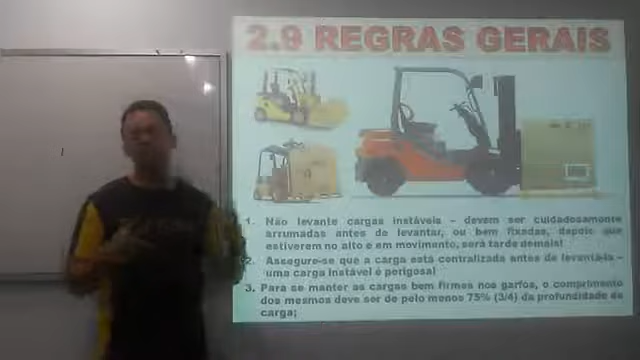 2.9 REGRAS GERAIS
1. Não levante cargas instáveis – devem ser cuidadosamente
arrumadas antes de levantar, ou bem fixadas, depois que
estiverem no alto e em movimento, será tarde demais!
2. Assegure-se que a carga está centralizada antes de levantá-la –
uma carga instável é perigosa!
3. Para se manter as cargas bem firmes nos garfos, o comprimento
dos mesmos deve ser de pelo menos 75% (3/4) da profundidade da
carga;